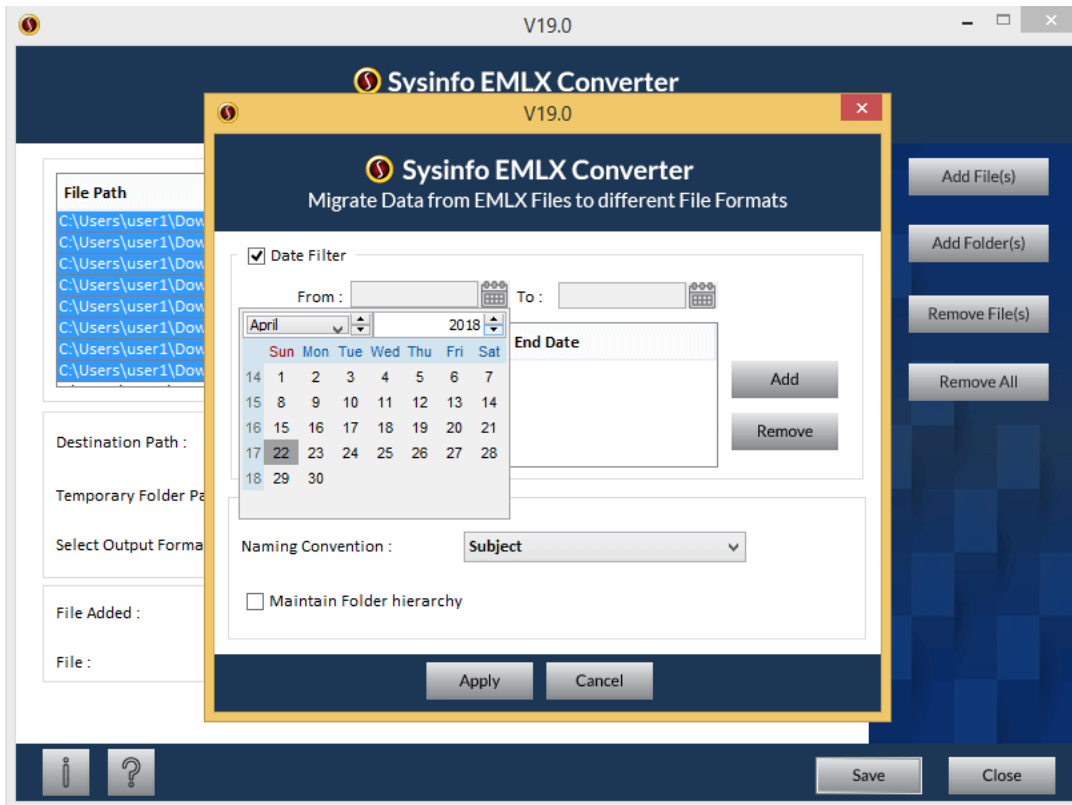 V19.0
Sysinfo EMLX Converter
V19.0
Sysinfo EMLX Converter
Migrate Data from EMLX Files to different File Formats
File Path
C:\Users\user1\Dow
C:\Users\user1\Dow
C:\Users\user1\Dow
C:\Users\user1\Dow
C:\Users\user1\Dow
C:\Users\user1\Dow
C:\Users\user1\Dow
C:\Users\user1\Dow
Add File(s)
Add Folder(s)
Remove File(s)
Remove All
Date Filter
From : To :
April 2018
Sun Mon Tue Wed Thu Fri Sat
14 1 2 3 4 5 6 7
15 8 9 10 11 12 13 14
16 15 16 17 18 19 20 21
17 22 23 24 25 26 27 28
18 29 30
End Date
Add
Remove
Destination Path :
Temporary Folder Pa
Select Output Forma
Naming Convention : Subject
Maintain Folder hierarchy
File Added :
File :
Apply Cancel
i ? Save Close